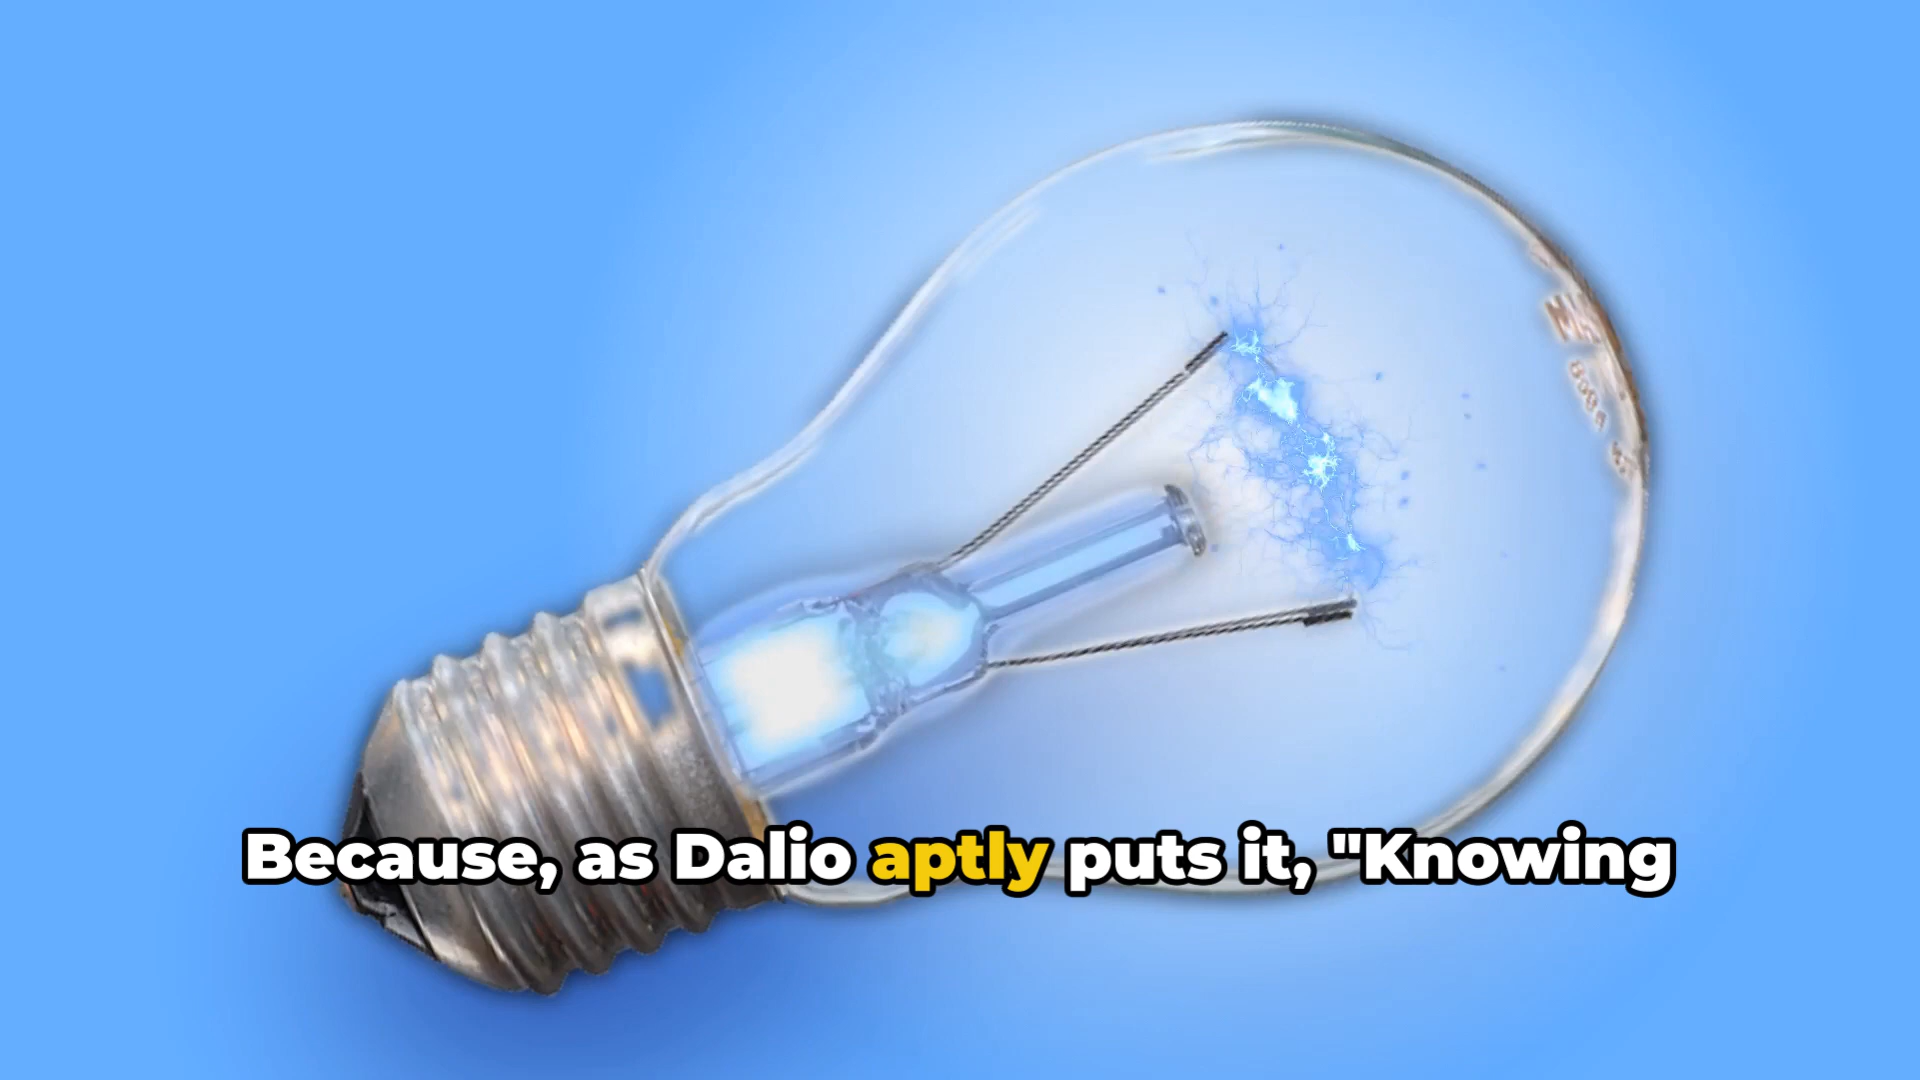 Because, as Dalio aptly puts it, "Knowing